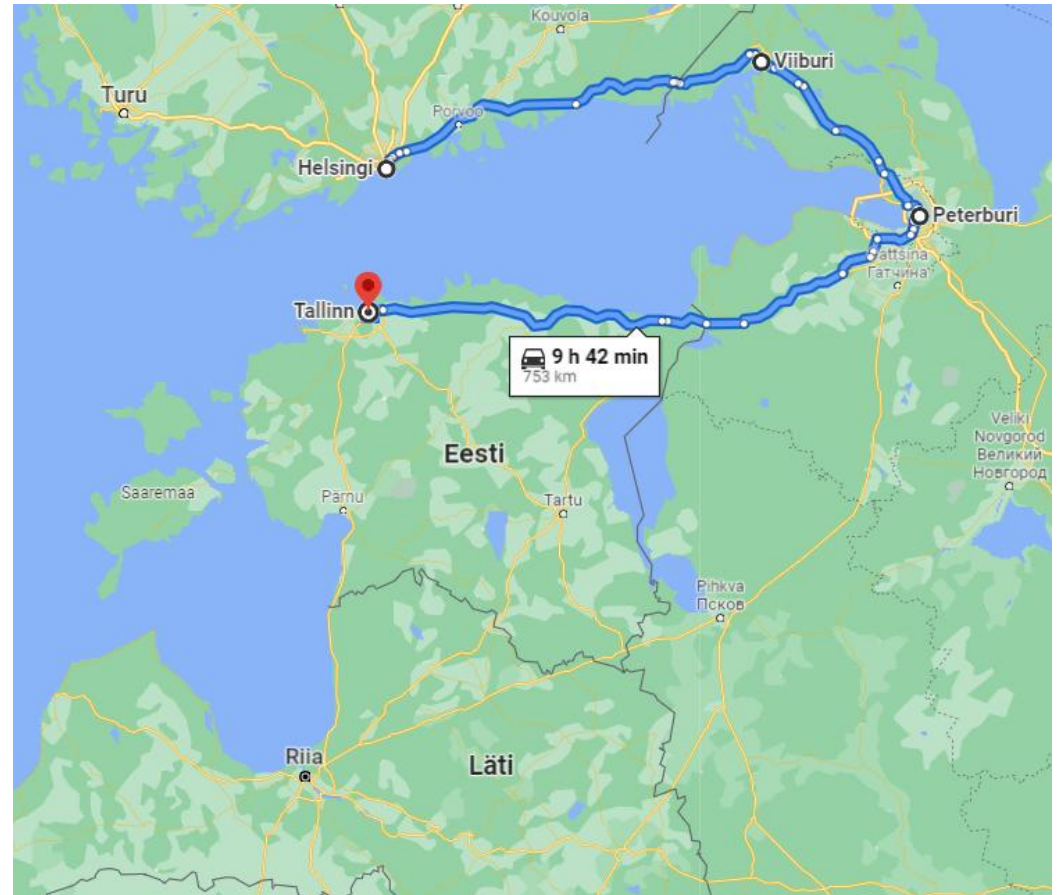 Kouvola
Viiburi
Turu
Porvoo
Helsingi
Peterburi
Gattsina
Гатчина
Tallinn
9 h 42 min
753 km
Veliki
Novgorod
Великий
Новгород
Eesti
Saaremaa
Pärnu
Tartu
Pihkva
Псков
Riia
Läti